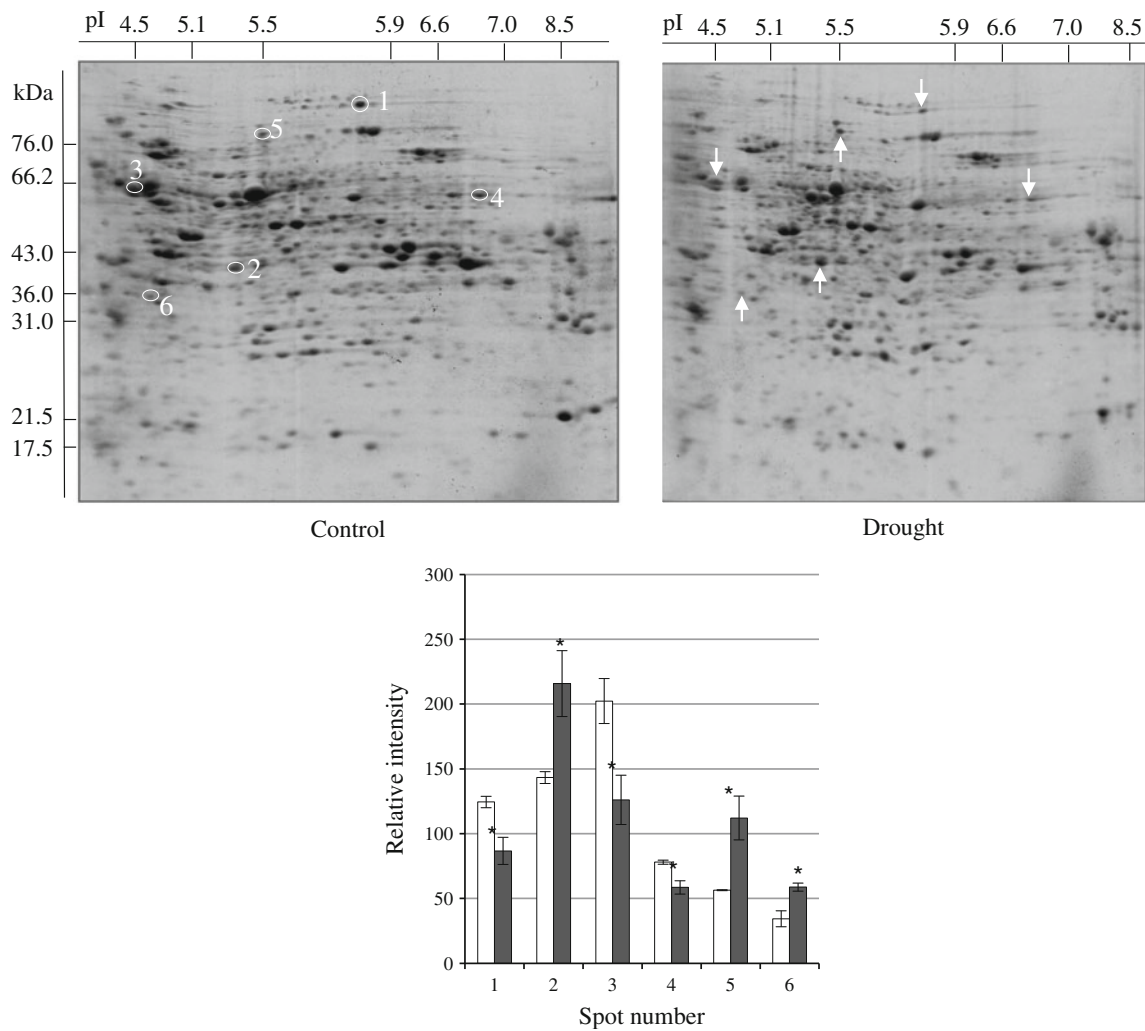 pI 4.5 5.1 5.5 5.9 6.6 7.0 8.5
pI 4.5 5.1 5.5 5.9 6.6 7.0 8.5
kDa
76.0
66.2
43.0
36.0
31.0
21.5
17.5
1
5
3
4
2
6
Control
Drought
Relative intensity
300
250
200
150
100
50
0
* * * * * *
1 2 3 4 5 6
Spot number